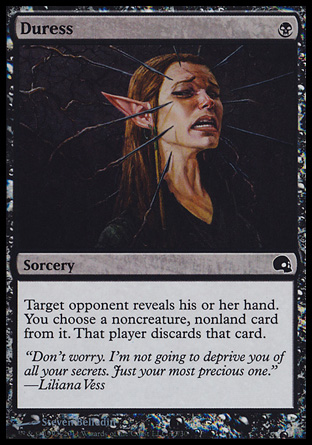 Duress
Sorcery
Target opponent reveals his or her hand.
You choose a noncreature, nonland card
from it. That player discards that card.
“Don’t worry. I’m not going to deprive you of
all your secrets. Just your most precious one.”
—Liliana Vess
Steven Belledin